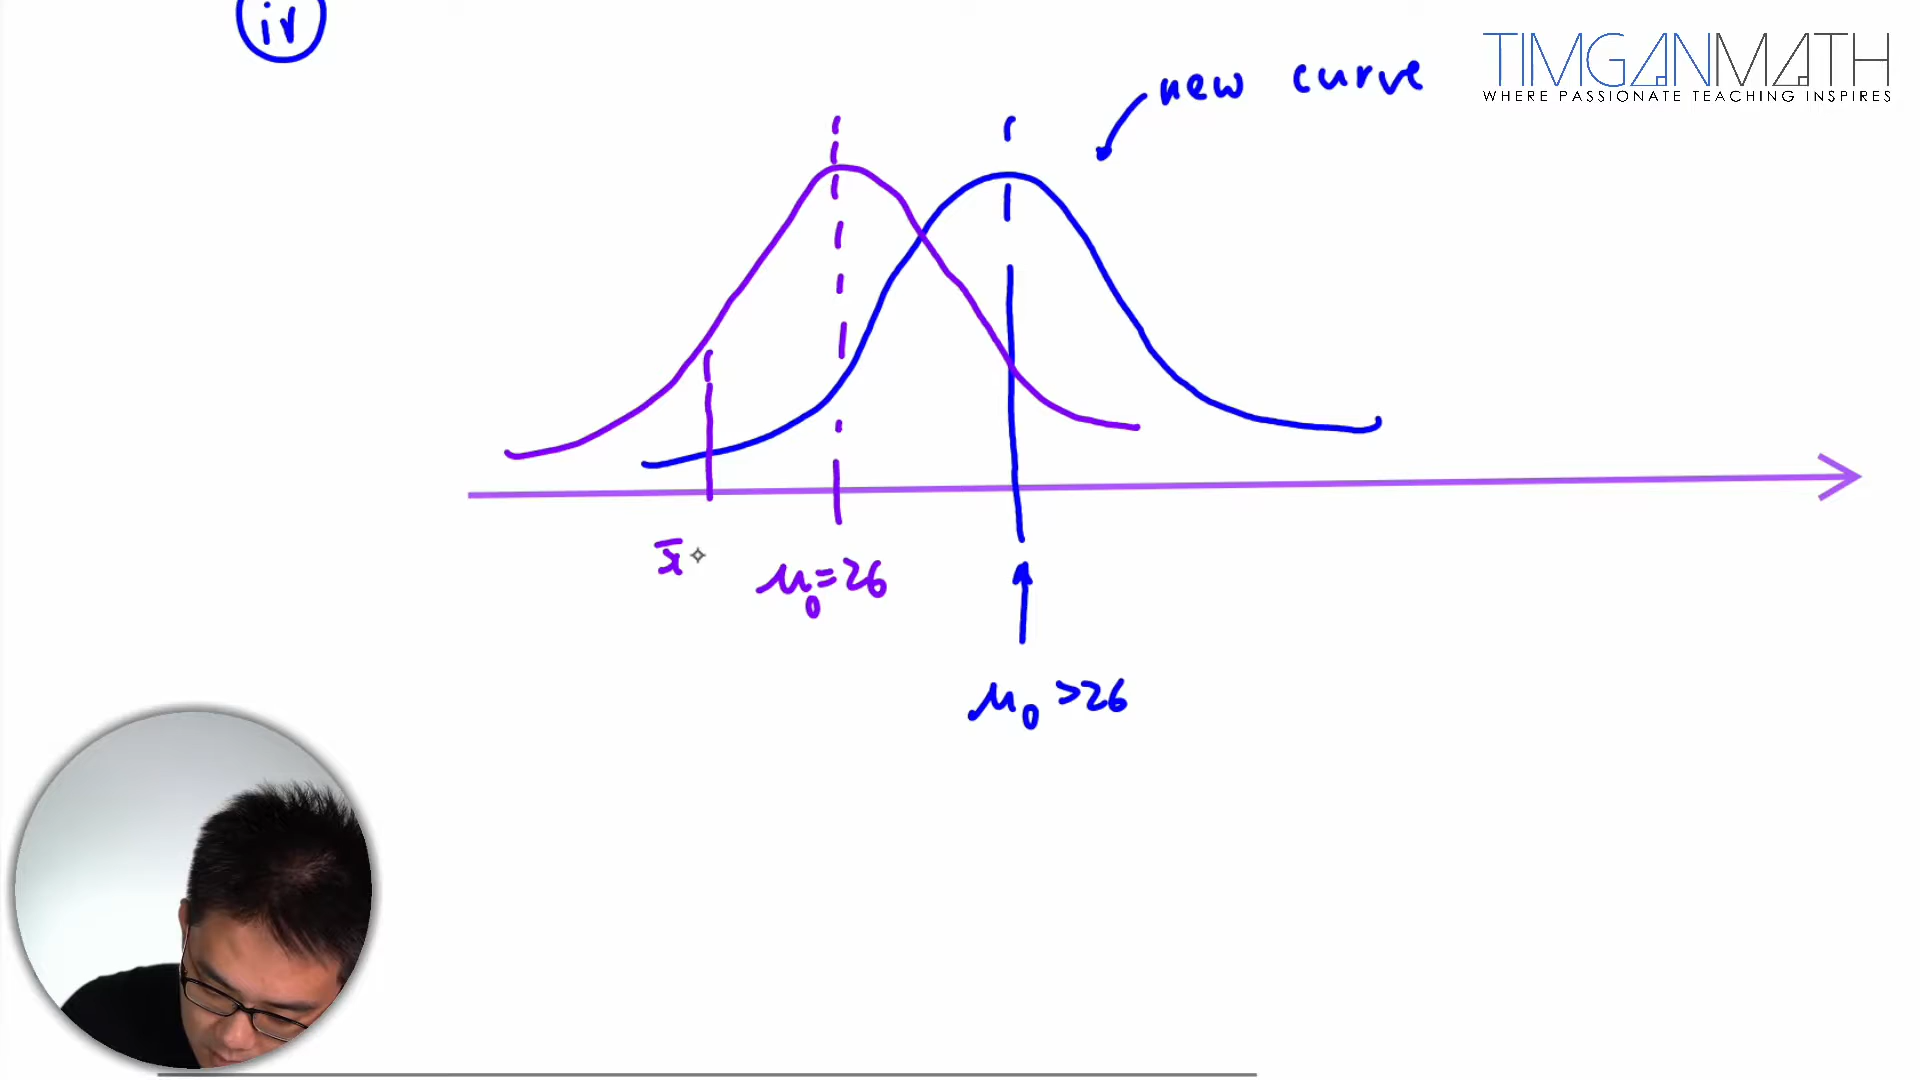 iv
TIMGANMATH
WHERE PASSIONATE TEACHING INSPIRES
new curve
x̄
μ₀=26
μ₀ >26